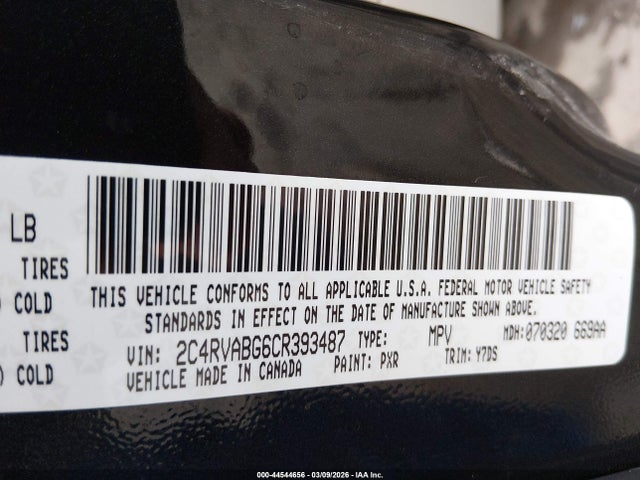 LB
TIRES
COLD
TIRES
) COLD
THIS VEHICLE CONFORMS TO ALL APPLICABLE U.S.A. FEDERAL MOTOR VEHICLE SAFETY
STANDARDS IN EFFECT ON THE DATE OF MANUFACTURE SHOWN ABOVE.
VIN: 2C4RVABG6CR393487 TYPE: MPV MDH:070320 669AA
VEHICLE MADE IN CANADA PAINT: PXR TRIM: Y7DS
000-44544656 - 03/09/2026 - IAA Inc.